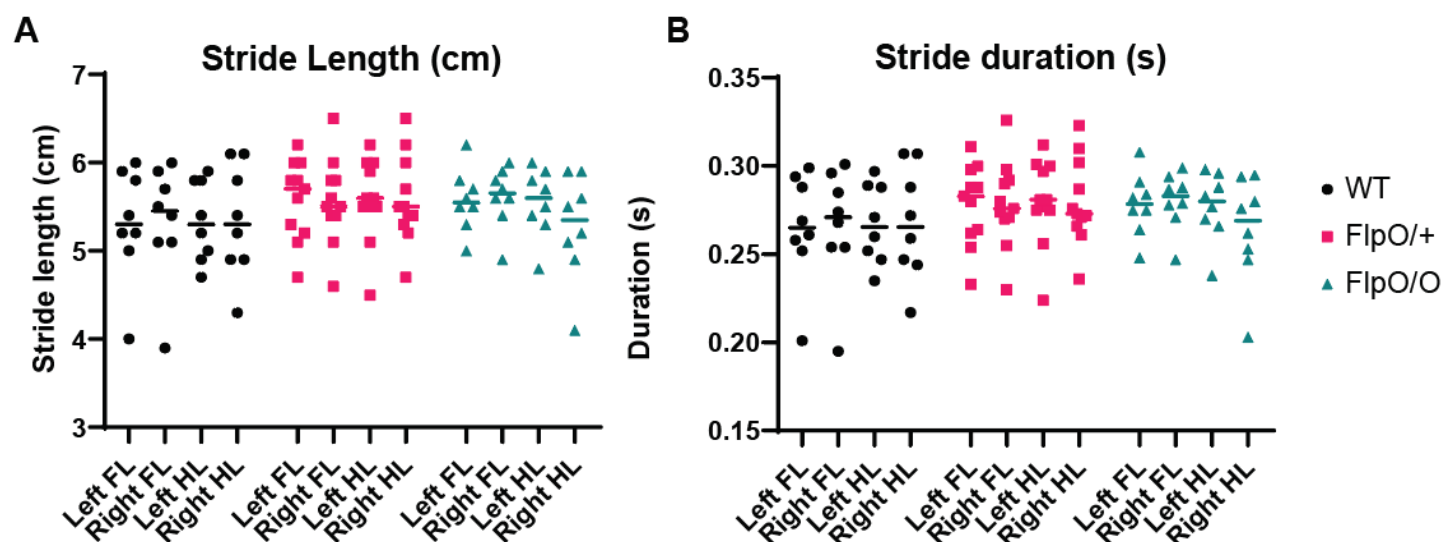 A
Stride Length (cm)
Stride length (cm)
7
6
5
4
3
Left FL
Right FL
Left HL
Right HL
Left FL
Right FL
Left HL
Right HL
Left FL
Right FL
Left HL
Right HL
B
Stride duration (s)
Duration (s)
0.35
0.30
0.25
0.20
0.15
Left FL
Right FL
Left HL
Right HL
Left FL
Right FL
Left HL
Right HL
Left FL
Right FL
Left HL
Right HL
WT
FlpO/+
FlpO/O